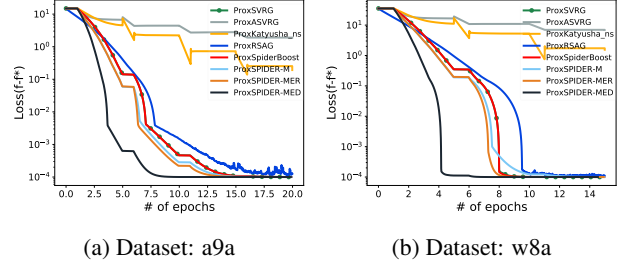 ProxSVRG
ProxASVRG
ProxKatyusha_ns
ProxRSAG
ProxSpiderBoost
ProxSPIDER-M
ProxSPIDER-MER
ProxSPIDER-MED
Loss(f-f*)
10¹
10⁰
10⁻¹
10⁻²
10⁻³
10⁻⁴
0.0 2.5 5.0 7.5 10.0 12.5 15.0 17.5 20.0
# of epochs
(a) Dataset: a9a
ProxSVRG
ProxASVRG
ProxKatyusha_ns
ProxRSAG
ProxSpiderBoost
ProxSPIDER-M
ProxSPIDER-MER
ProxSPIDER-MED
Loss(f-f*)
10¹
10⁰
10⁻¹
10⁻²
10⁻³
10⁻⁴
0 2 4 6 8 10 12 14
# of epochs
(b) Dataset: w8a